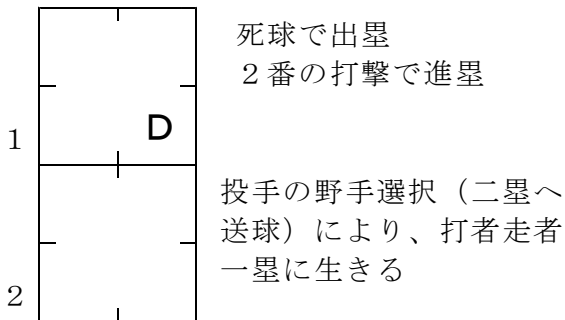 死球で出塁
２番の打撃で進塁
1
D
投手の野手選択（二塁へ
送球）により、打者走者
一塁に生きる
2